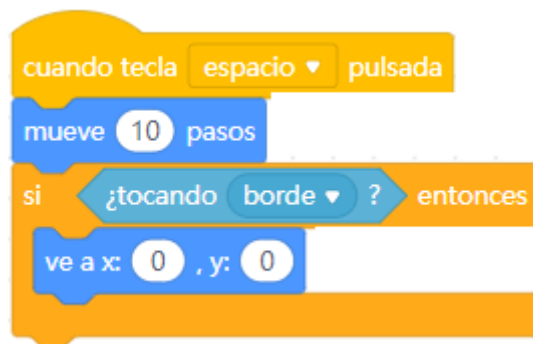 cuando tecla espacio pulsada
mueve 10 pasos
si ¿tocando borde ? entonces
ve a x: 0 , y: 0